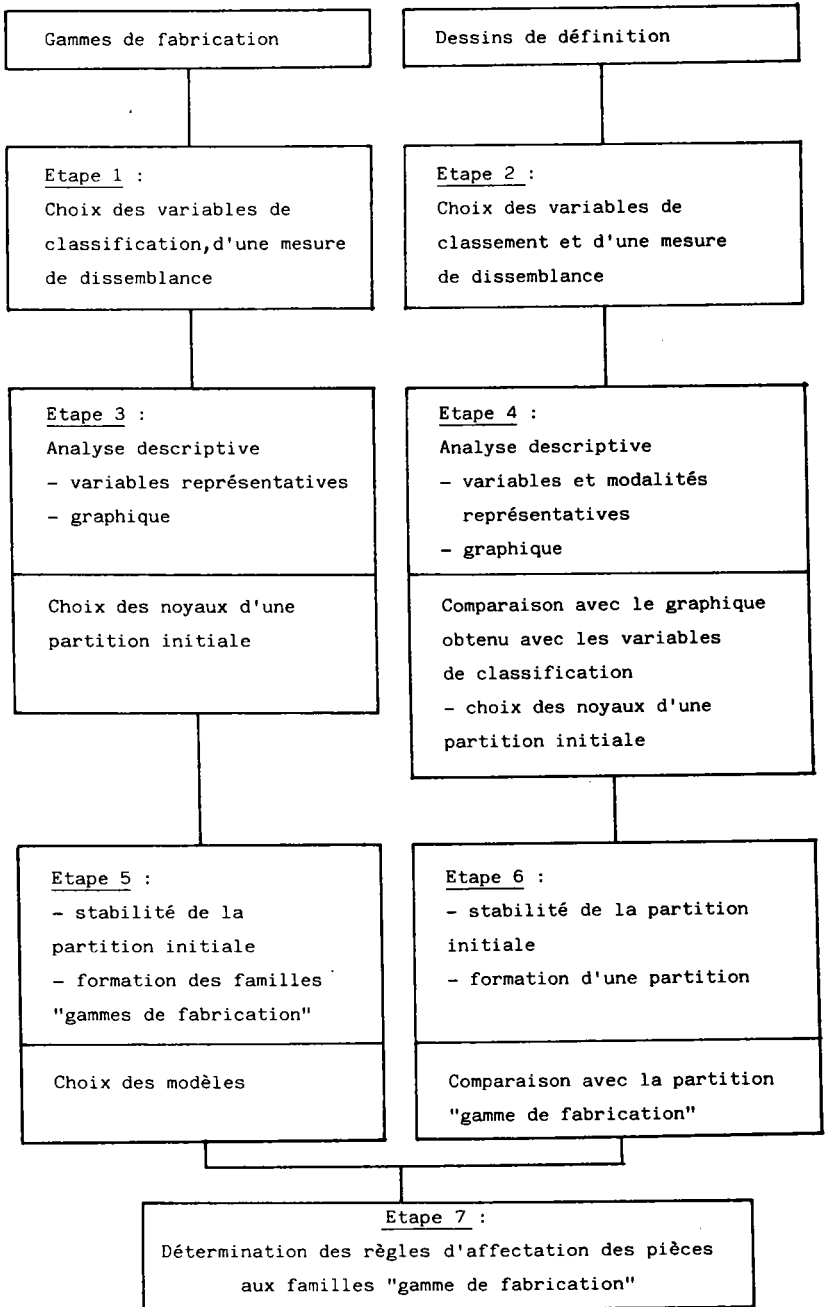 Gammes de fabrication
Dessins de définition
Etape 1 :
Choix des variables de
classification,d'une mesure
de dissemblance
Etape 2 :
Choix des variables de
classement et d'une mesure
de dissemblance
Etape 3 :
Analyse descriptive
- variables représentatives
- graphique
Choix des noyaux d'une
partition initiale
Etape 4 :
Analyse descriptive
- variables et modalités
représentatives
- graphique
Comparaison avec le graphique
obtenu avec les variables
de classification
- choix des noyaux d'une
partition initiale
Etape 5 :
- stabilité de la
partition initiale
- formation des familles
"gammes de fabrication"
Choix des modèles
Etape 6 :
- stabilité de la partition
initiale
- formation d'une partition
Comparaison avec la partition
"gamme de fabrication"
Etape 7 :
Détermination des règles d'affectation des pièces
aux familles "gamme de fabrication"